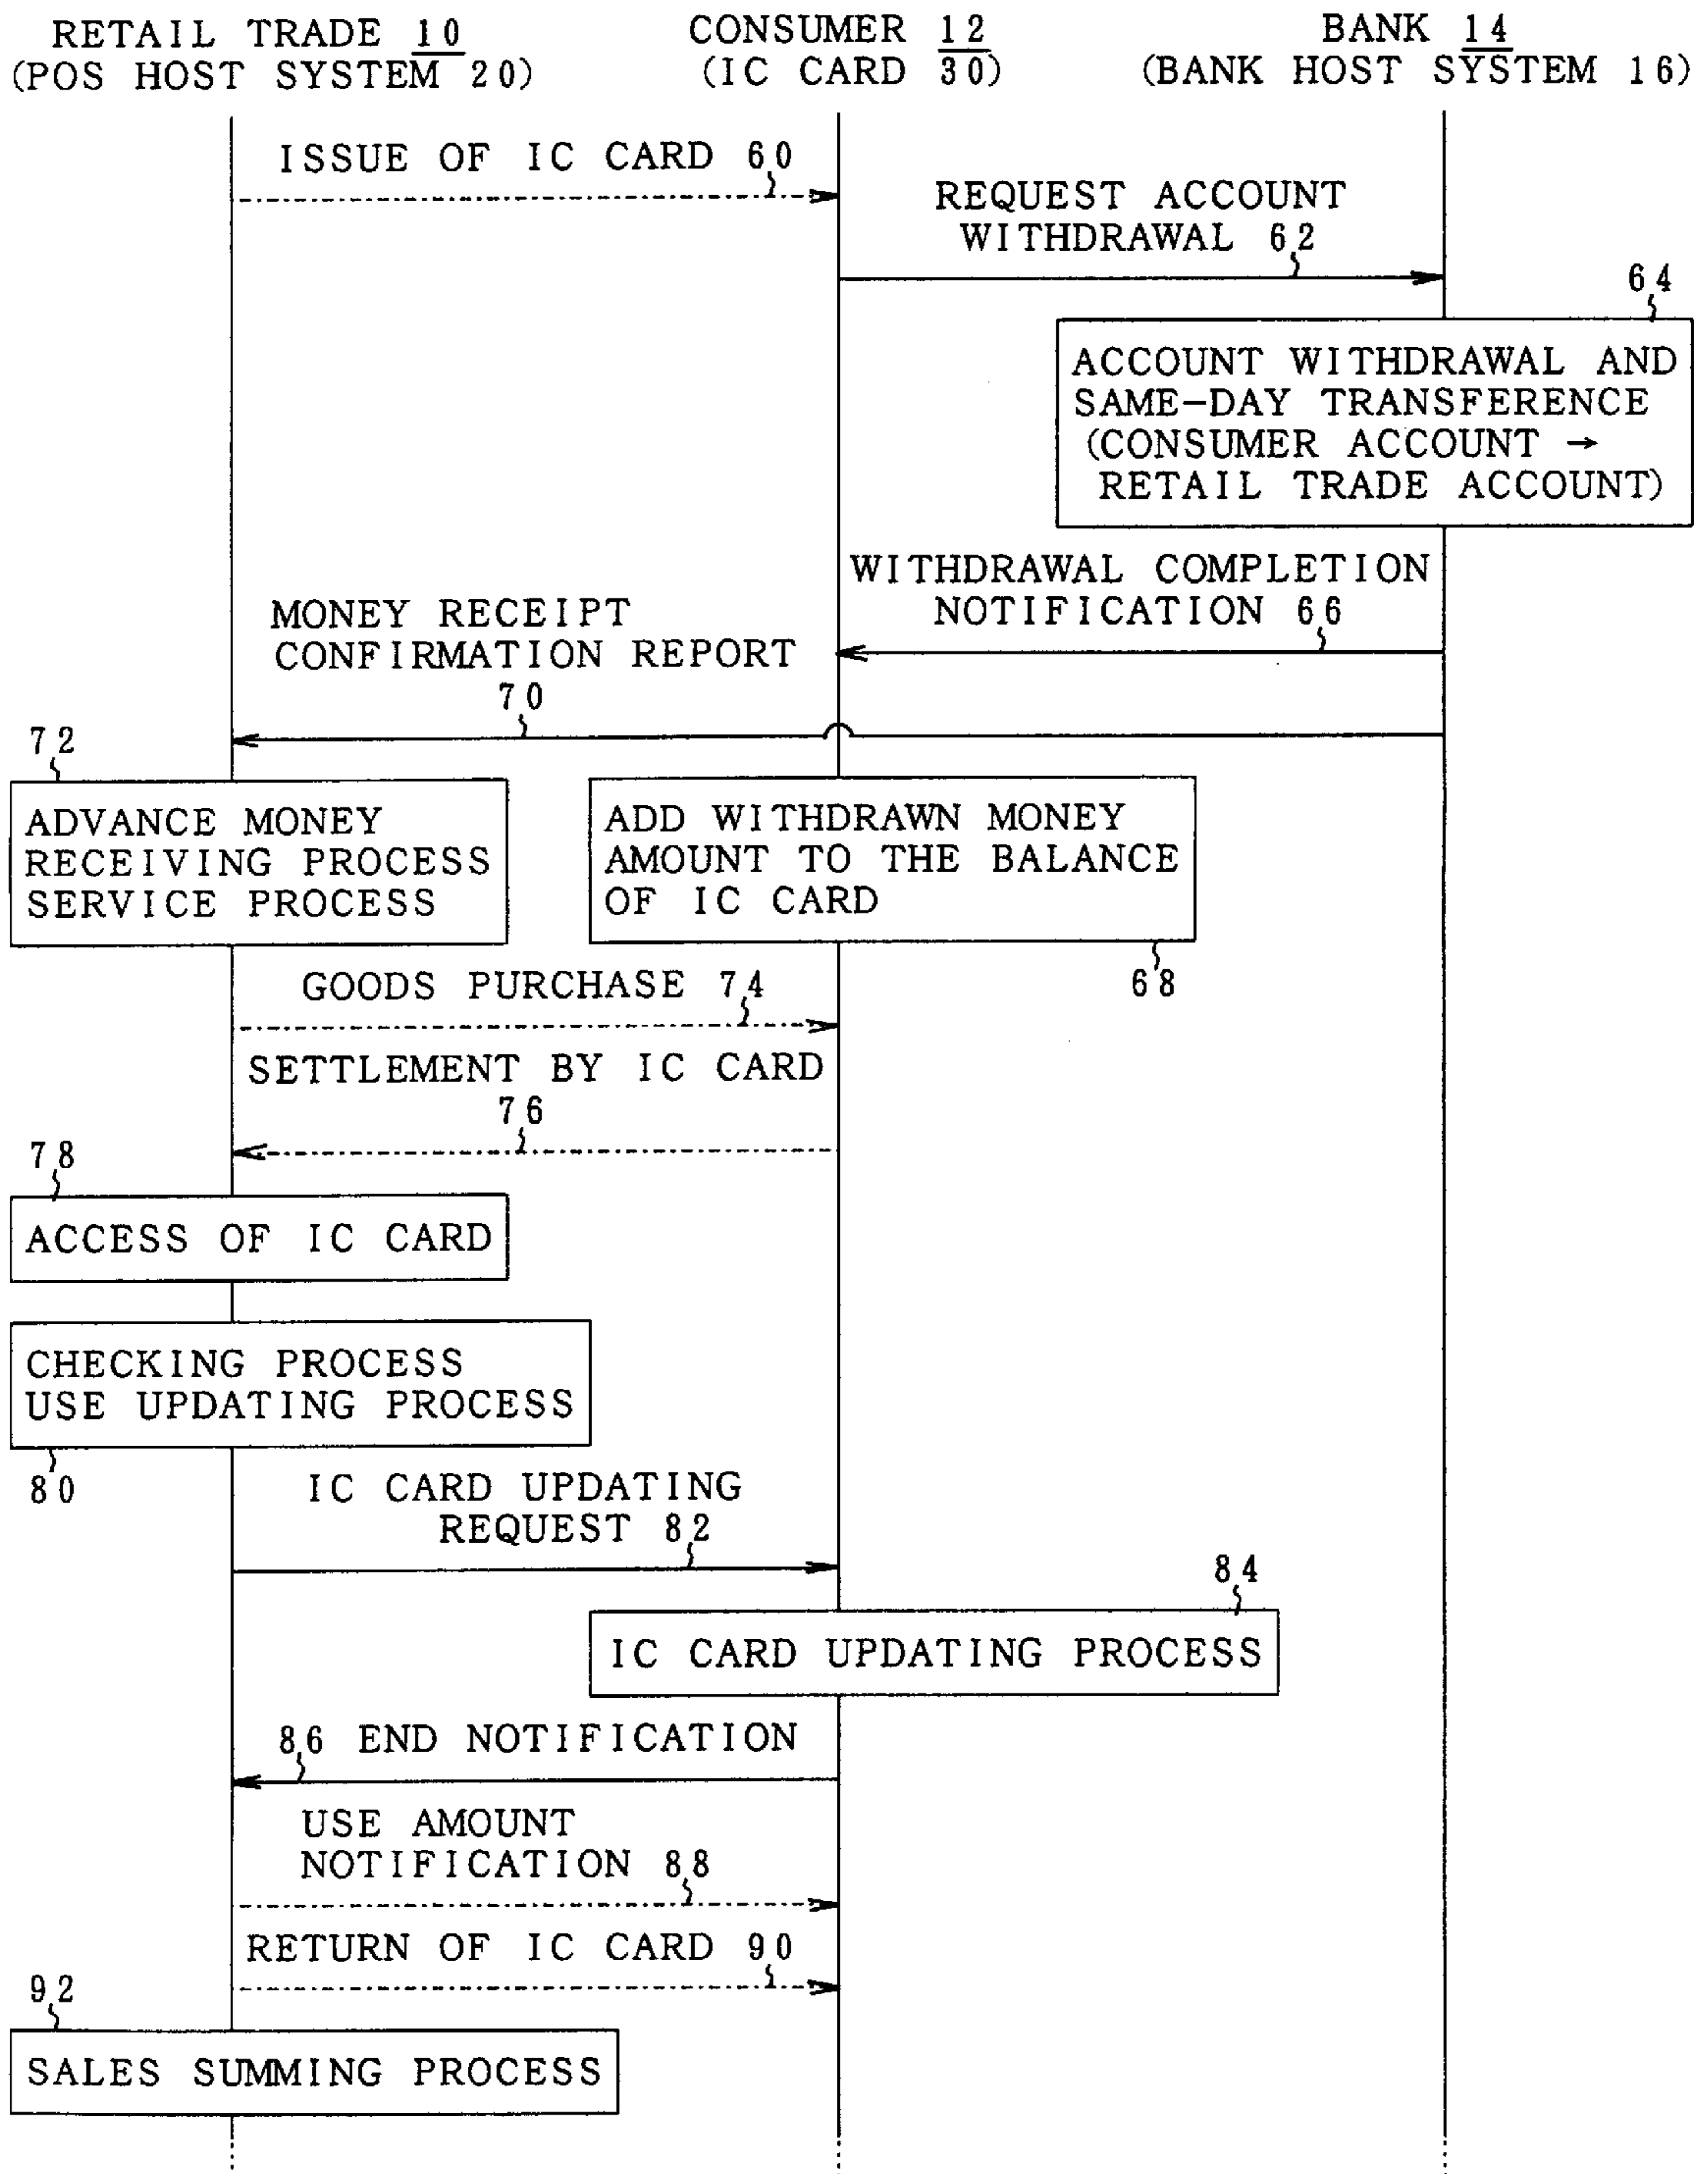 RETAIL TRADE 10
(POS HOST SYSTEM 20)
CONSUMER 12
(IC CARD 30)
BANK 14
(BANK HOST SYSTEM 16)
ISSUE OF IC CARD 60
REQUEST ACCOUNT
WITHDRAWAL 62
64
ACCOUNT WITHDRAWAL AND
SAME-DAY TRANSFERENCE
(CONSUMER ACCOUNT →
RETAIL TRADE ACCOUNT)
WITHDRAWAL COMPLETION
NOTIFICATION 66
MONEY RECEIPT
CONFIRMATION REPORT
70
72
ADVANCE MONEY
RECEIVING PROCESS
SERVICE PROCESS
ADD WITHDRAWN MONEY
AMOUNT TO THE BALANCE
OF IC CARD
68
GOODS PURCHASE 74
SETTLEMENT BY IC CARD
76
78
ACCESS OF IC CARD
CHECKING PROCESS
USE UPDATING PROCESS
80
IC CARD UPDATING
REQUEST 82
84
IC CARD UPDATING PROCESS
86 END NOTIFICATION
USE AMOUNT
NOTIFICATION 88
RETURN OF IC CARD 90
92
SALES SUMMING PROCESS